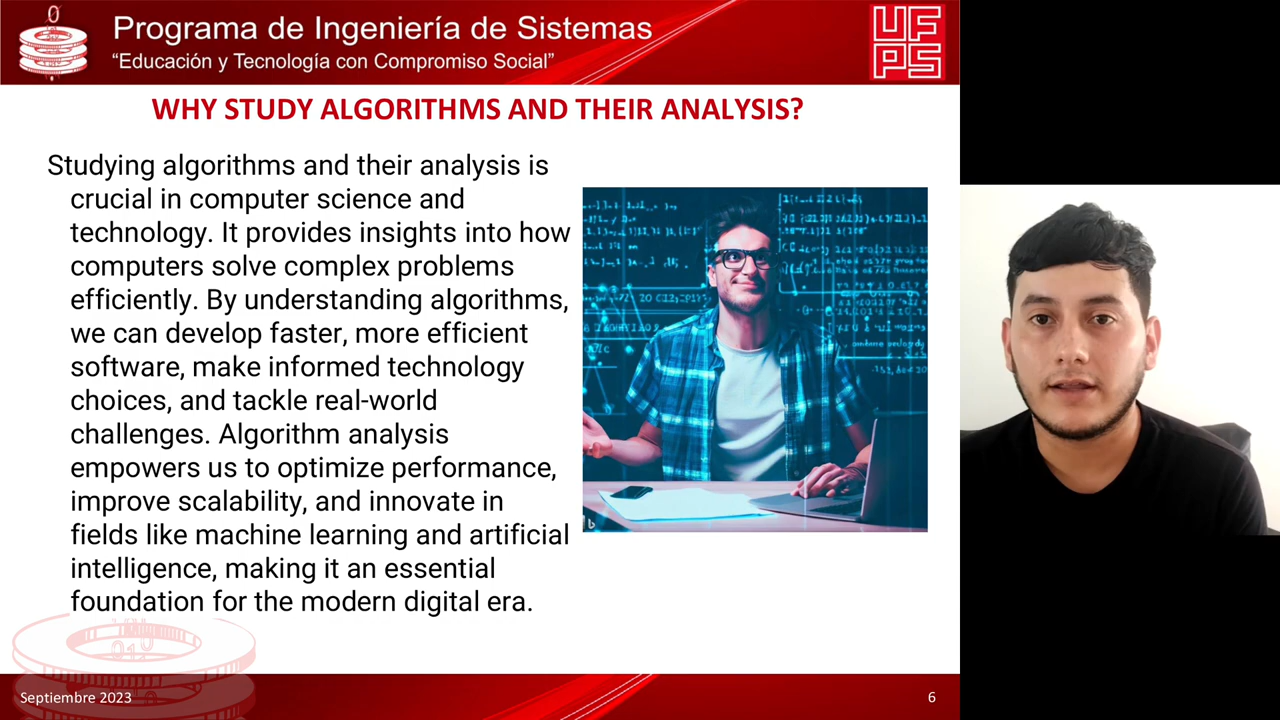 Programa de Ingeniería de Sistemas
“Educación y Tecnología con Compromiso Social”
UF
PS
WHY STUDY ALGORITHMS AND THEIR ANALYSIS?
Studying algorithms and their analysis is
crucial in computer science and
technology. It provides insights into how
computers solve complex problems
efficiently. By understanding algorithms,
we can develop faster, more efficient
software, make informed technology
choices, and tackle real-world
challenges. Algorithm analysis
empowers us to optimize performance,
improve scalability, and innovate in
fields like machine learning and artificial
intelligence, making it an essential
foundation for the modern digital era.
Septiembre 2023
6